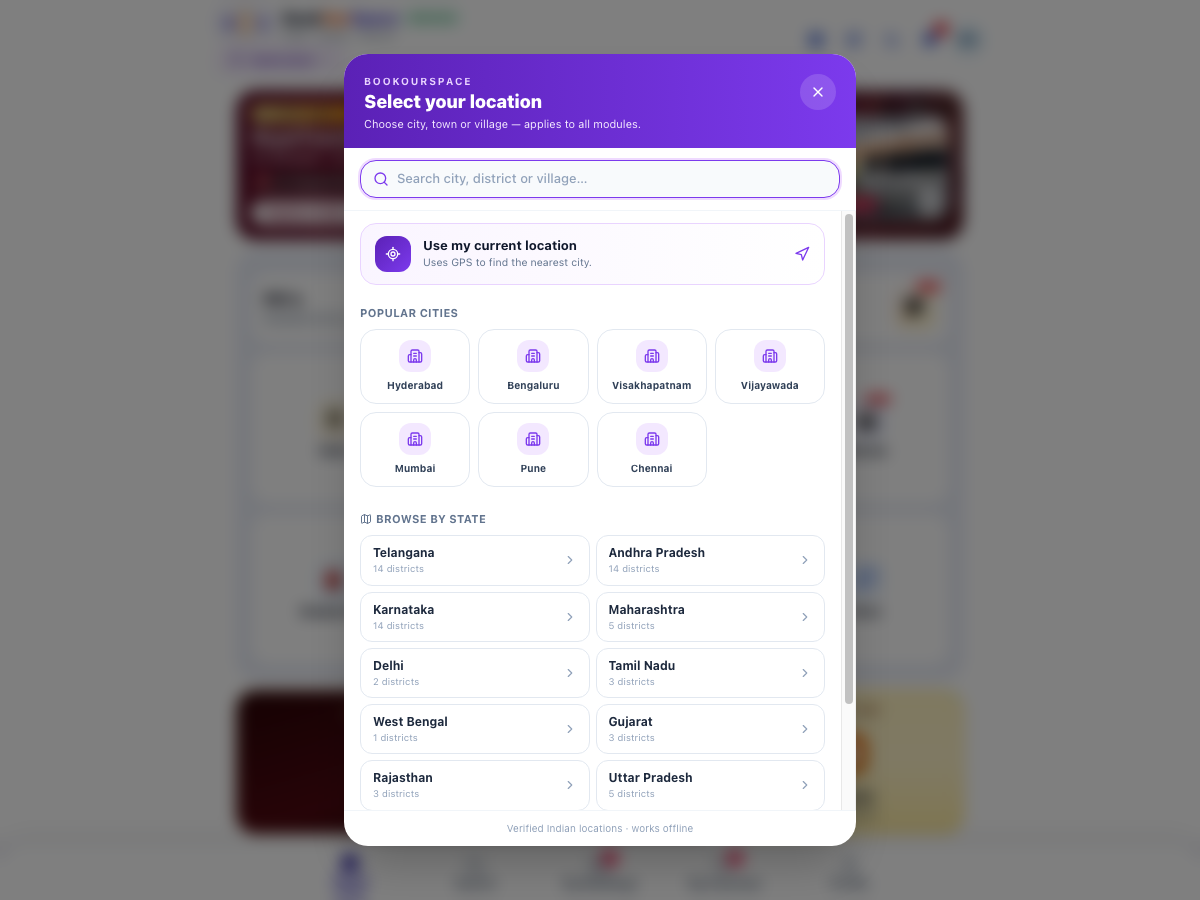 BOOKOURSPACE
Select your location
Choose city, town or village — applies to all modules.
Search city, district or village...
Use my current location
Uses GPS to find the nearest city.
POPULAR CITIES
Hyderabad
Bengaluru
Visakhapatnam
Vijayawada
Mumbai
Pune
Chennai
BROWSE BY STATE
Telangana
14 districts
Andhra Pradesh
14 districts
Karnataka
14 districts
Maharashtra
5 districts
Delhi
2 districts
Tamil Nadu
3 districts
West Bengal
1 districts
Gujarat
3 districts
Rajasthan
3 districts
Uttar Pradesh
5 districts
Verified Indian locations · works offline